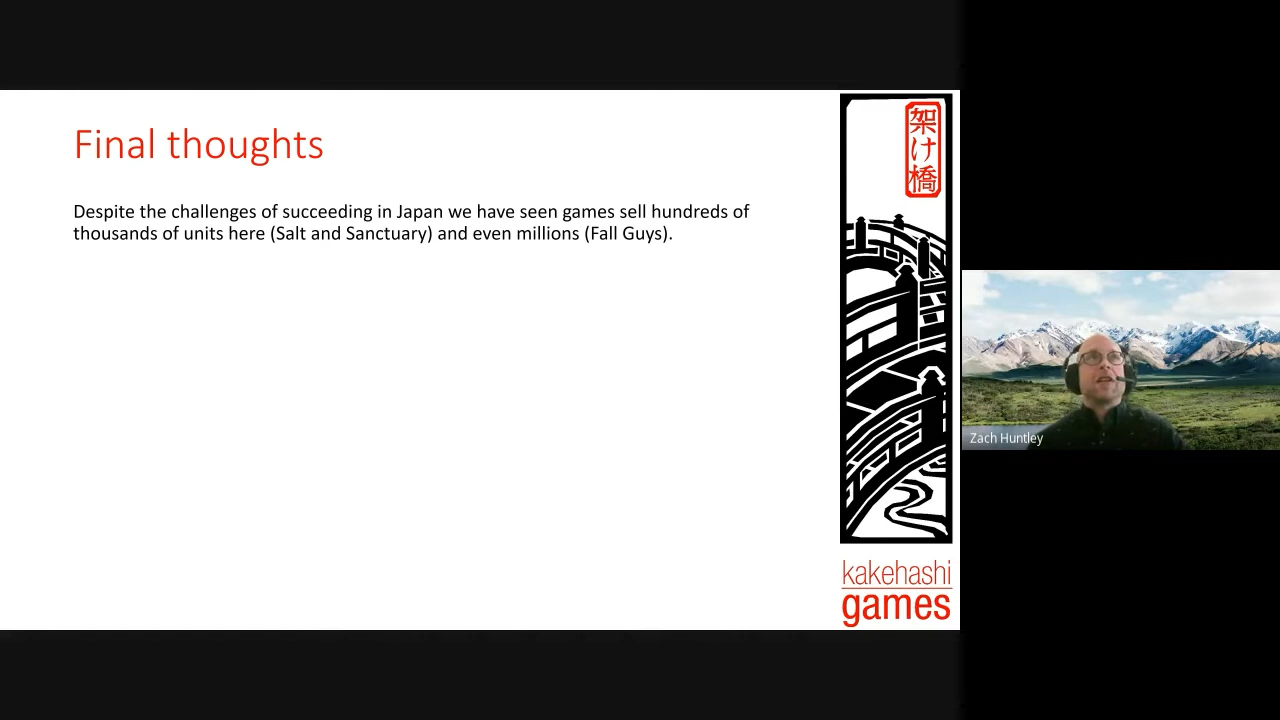 Final thoughts
Despite the challenges of succeeding in Japan we have seen games sell hundreds of
thousands of units here (Salt and Sanctuary) and even millions (Fall Guys).
架け橋
kakehashi
games
Zach Huntley